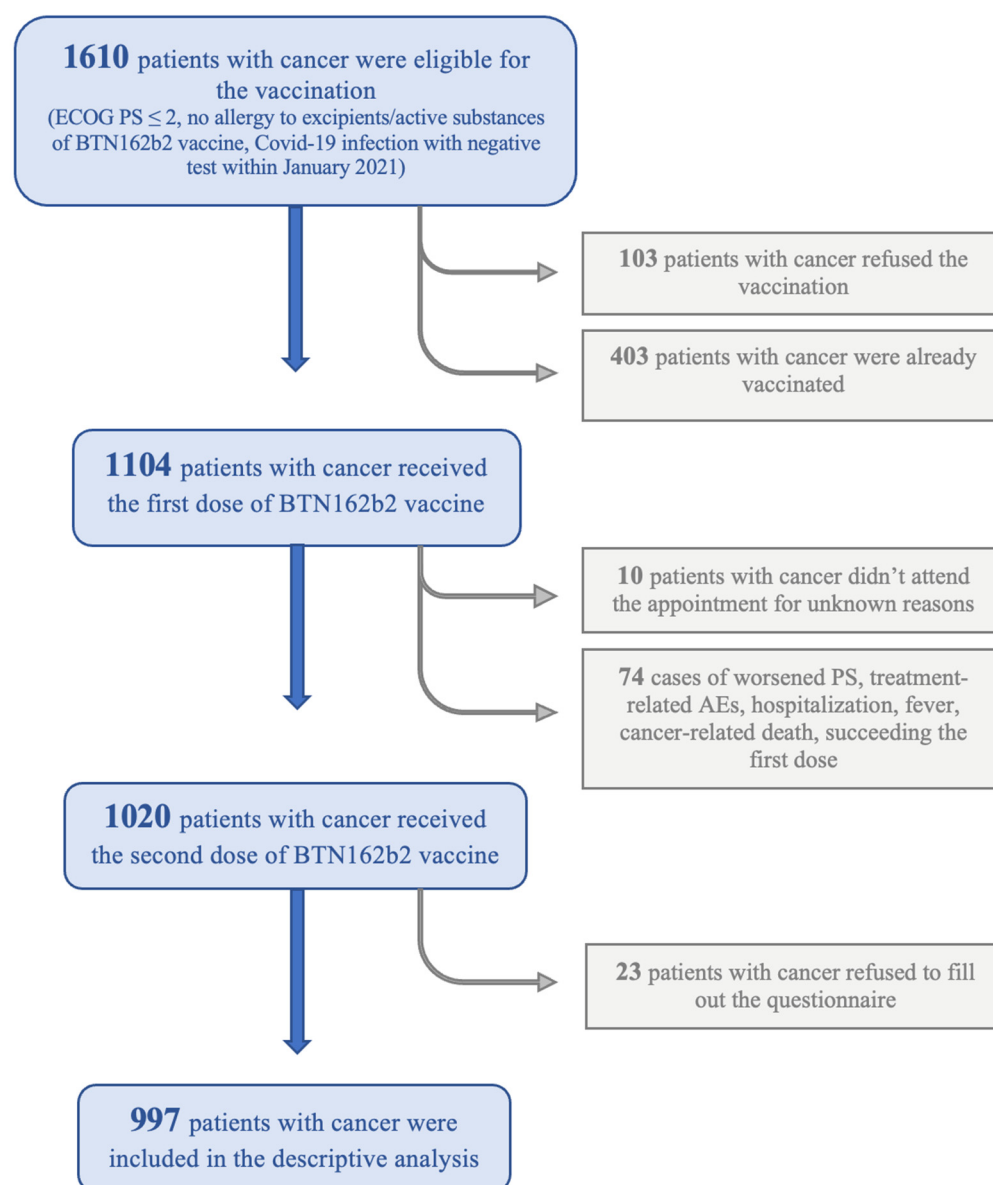 1610 patients with cancer were eligible for
the vaccination
(ECOG PS ≤ 2, no allergy to excipients/active substances
of BTN162b2 vaccine, Covid-19 infection with negative
test within January 2021)
103 patients with cancer refused the
vaccination
403 patients with cancer were already
vaccinated
1104 patients with cancer received
the first dose of BTN162b2 vaccine
10 patients with cancer didn’t attend
the appointment for unknown reasons
74 cases of worsened PS, treatment-
related AEs, hospitalization, fever,
cancer-related death, succeeding the
first dose
1020 patients with cancer received
the second dose of BTN162b2 vaccine
23 patients with cancer refused to fill
out the questionnaire
997 patients with cancer were
included in the descriptive analysis